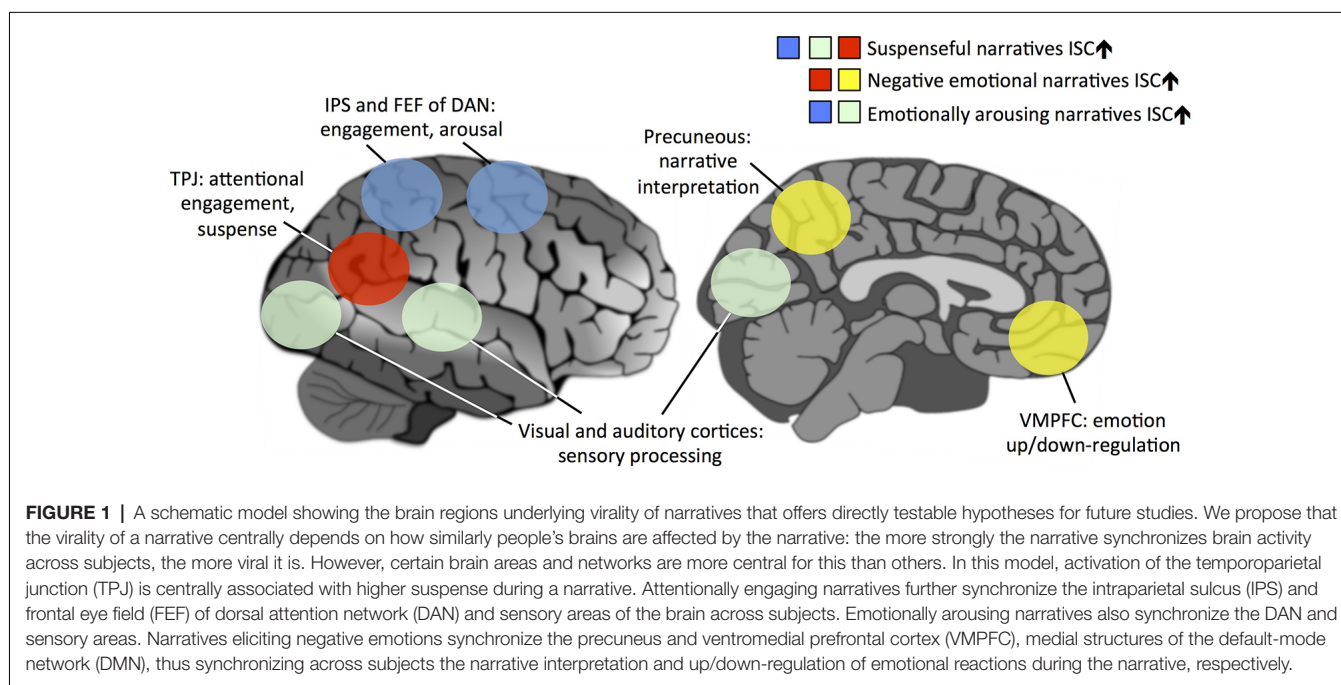 Suspenseful narratives ISC↑
Negative emotional narratives ISC↑
Emotionally arousing narratives ISC↑
IPS and FEF of DAN:
engagement, arousal
TPJ: attentional
engagement,
suspense
Precuneous:
narrative
interpretation
Visual and auditory cortices:
sensory processing
VMPFC: emotion
up/down-regulation
FIGURE 1 | A schematic model showing the brain regions underlying virality of narratives that offers directly testable hypotheses for future studies. We propose that
the virality of a narrative centrally depends on how similarly people's brains are affected by the narrative: the more strongly the narrative synchronizes brain activity
across subjects, the more viral it is. However, certain brain areas and networks are more central for this than others. In this model, activation of the temporoparietal
junction (TPJ) is centrally associated with higher suspense during a narrative. Attentionally engaging narratives further synchronize the intraparietal sulcus (IPS) and
frontal eye field (FEF) of dorsal attention network (DAN) and sensory areas of the brain across subjects. Emotionally arousing narratives also synchronize the DAN and
sensory areas. Narratives eliciting negative emotions synchronize the precuneus and ventromedial prefrontal cortex (VMPFC), medial structures of the default-mode
network (DMN), thus synchronizing across subjects the narrative interpretation and up/down-regulation of emotional reactions during the narrative, respectively.